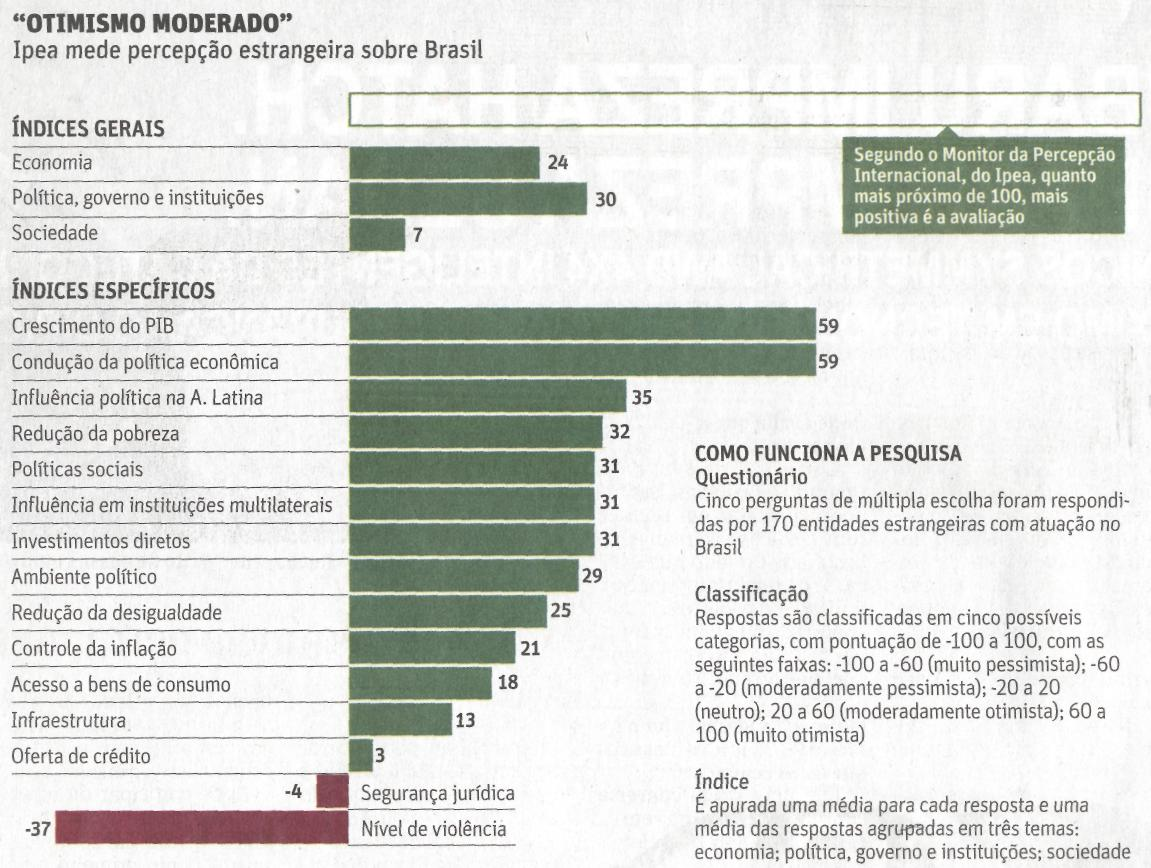 “OTIMISMO MODERADO”
Ipea mede percepção estrangeira sobre Brasil
ÍNDICES GERAIS
Economia 24
Política, governo e instituições 30
Sociedade 7
Segundo o Monitor da Percepção
Internacional, do Ipea, quanto
mais próximo de 100, mais
positiva é a avaliação
ÍNDICES ESPECÍFICOS
Crescimento do PIB 59
Condução da política econômica 59
Influência política na A. Latina 35
Redução da pobreza 32
Políticas sociais 31
Influência em instituições multilaterais 31
Investimentos diretos 31
Ambiente político 29
Redução da desigualdade 25
Controle da inflação 21
Acesso a bens de consumo 18
Infraestrutura 13
Oferta de crédito 3
-4 Segurança jurídica
-37 Nível de violência
COMO FUNCIONA A PESQUISA
Questionário
Cinco perguntas de múltipla escolha foram respondi-
das por 170 entidades estrangeiras com atuação no
Brasil
Classificação
Respostas são classificadas em cinco possíveis
categorias, com pontuação de -100 a 100, com as
seguintes faixas: -100 a -60 (muito pessimista); -60
a -20 (moderadamente pessimista); -20 a 20
(neutro); 20 a 60 (moderadamente otimista); 60 a
100 (muito otimista)
Índice
É apurada uma média para cada resposta e uma
média das respostas agrupadas em três temas:
economia; política, governo e instituições; sociedade